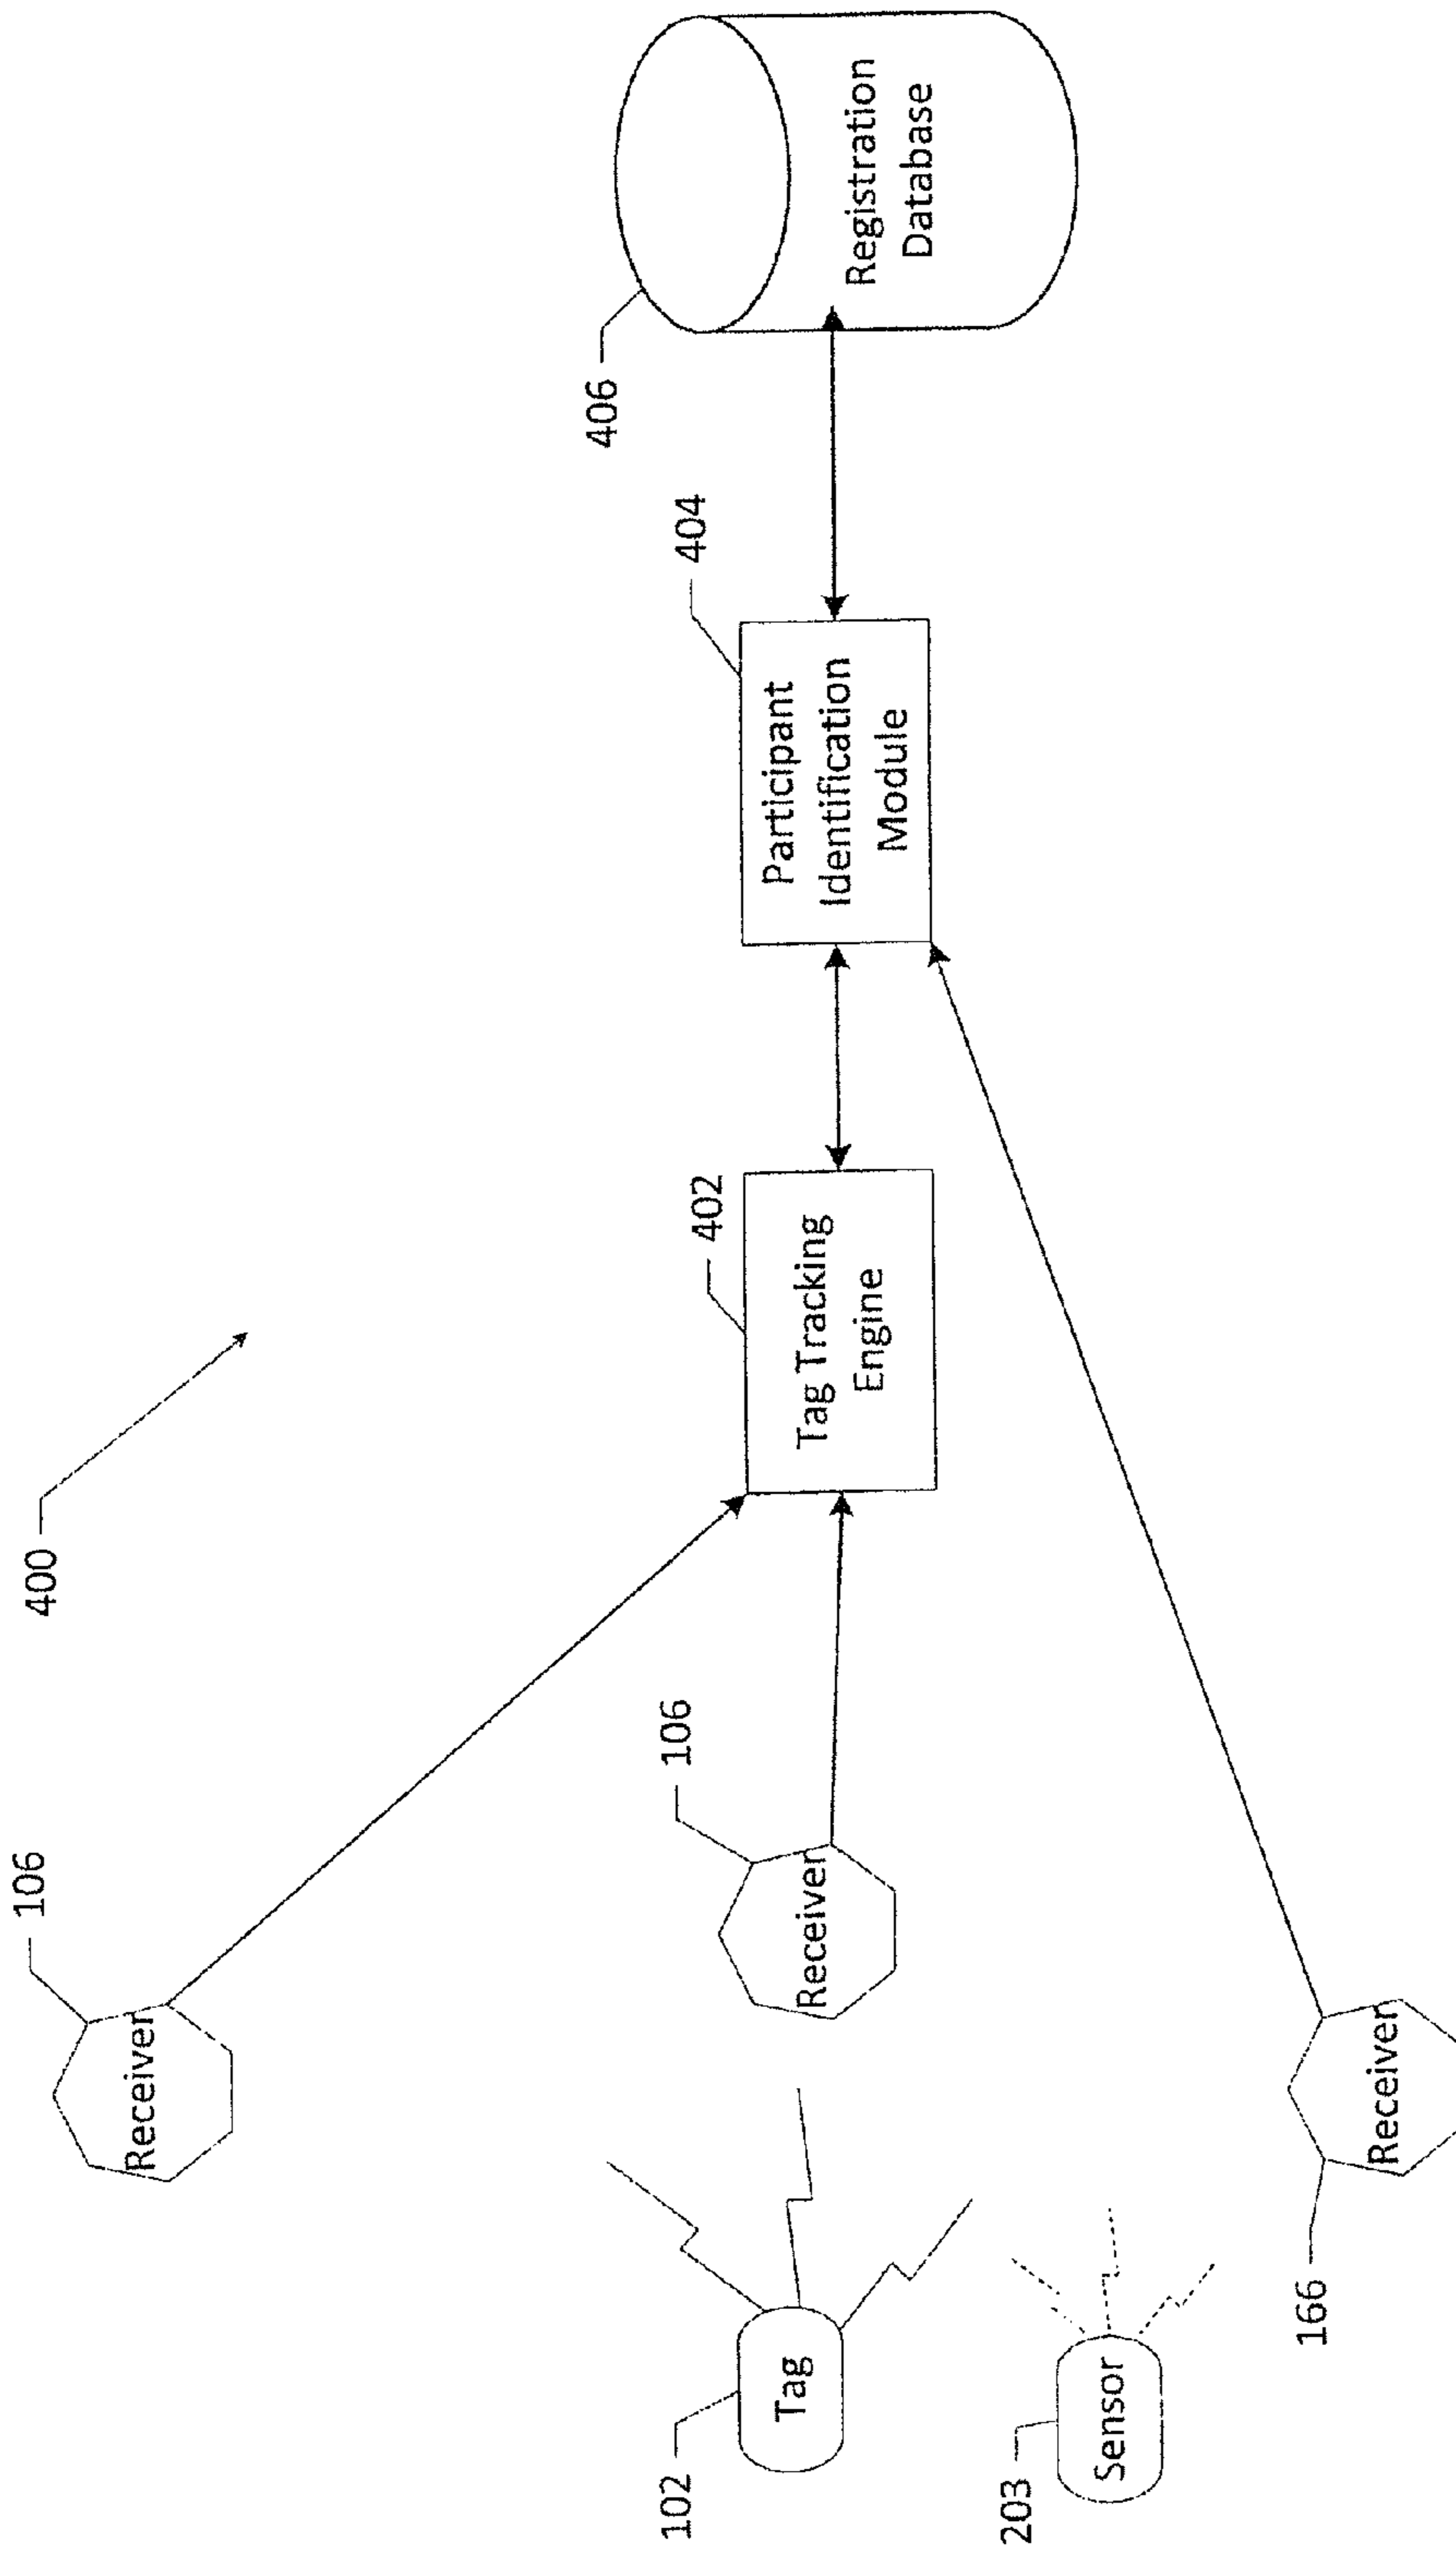 400
106
Receiver
102
Tag
106
Receiver
402
Tag Tracking
Engine
404
Participant
Identification
Module
406
Registration
Database
203
Sensor
166
Receiver